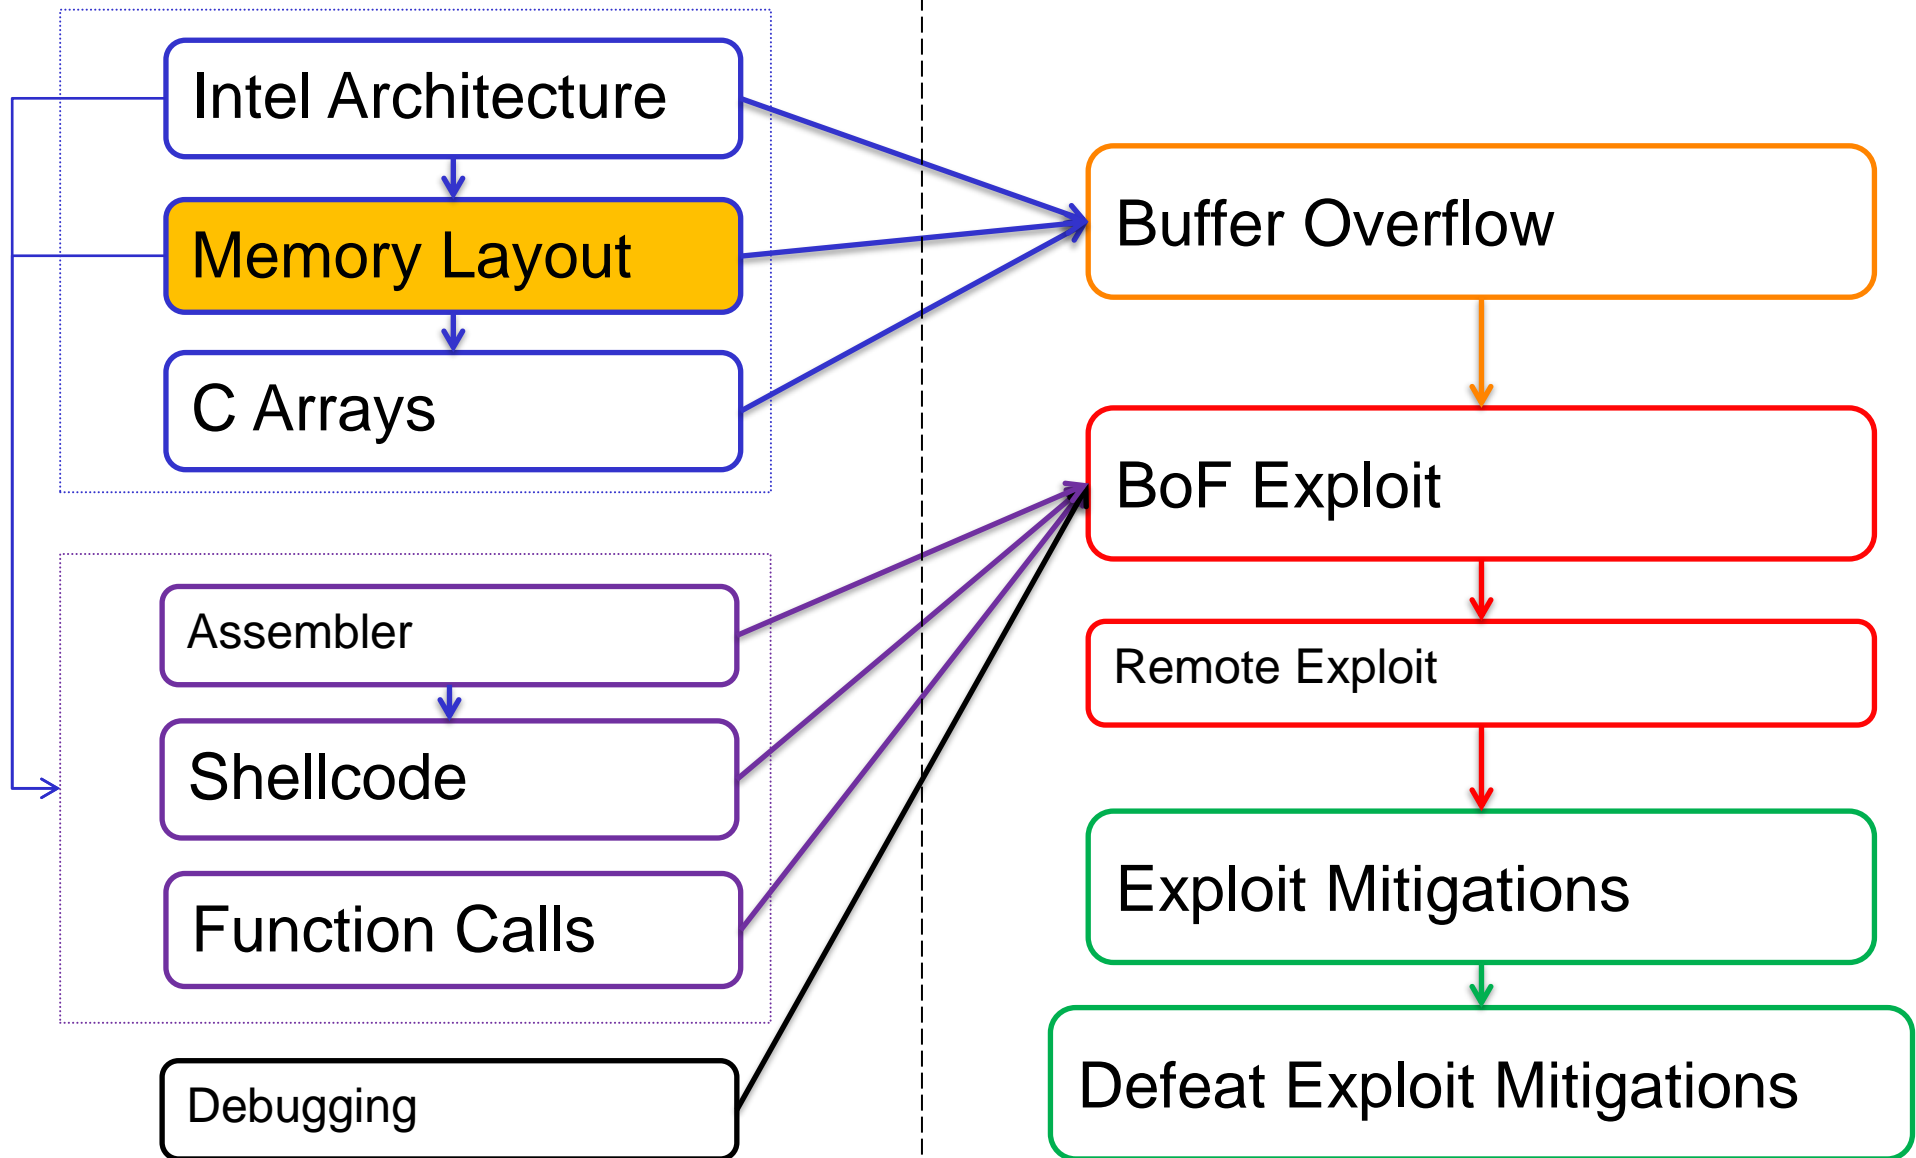 Intel Architecture
Memory Layout
C Arrays
Assembler
Shellcode
Function Calls
Debugging
Buffer Overflow
BoF Exploit
Remote Exploit
Exploit Mitigations
Defeat Exploit Mitigations